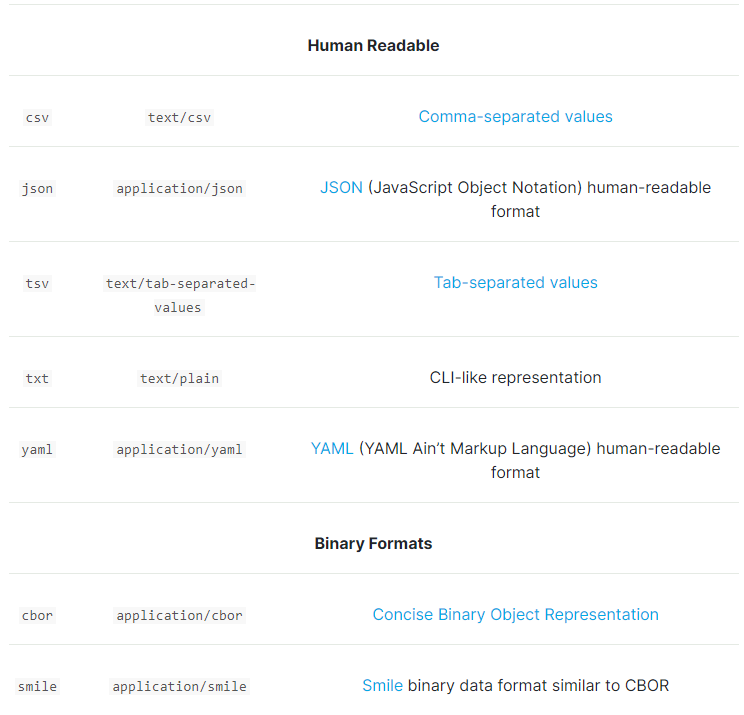 Human Readable
csv text/csv Comma-separated values
json application/json JSON (JavaScript Object Notation) human-readable
format
tsv text/tab-separated- Tab-separated values
values
txt text/plain CLI-like representation
yaml application/yaml YAML (YAML Ain’t Markup Language) human-readable
format
Binary Formats
cbor application/cbor Concise Binary Object Representation
smile application/smile Smile binary data format similar to CBOR